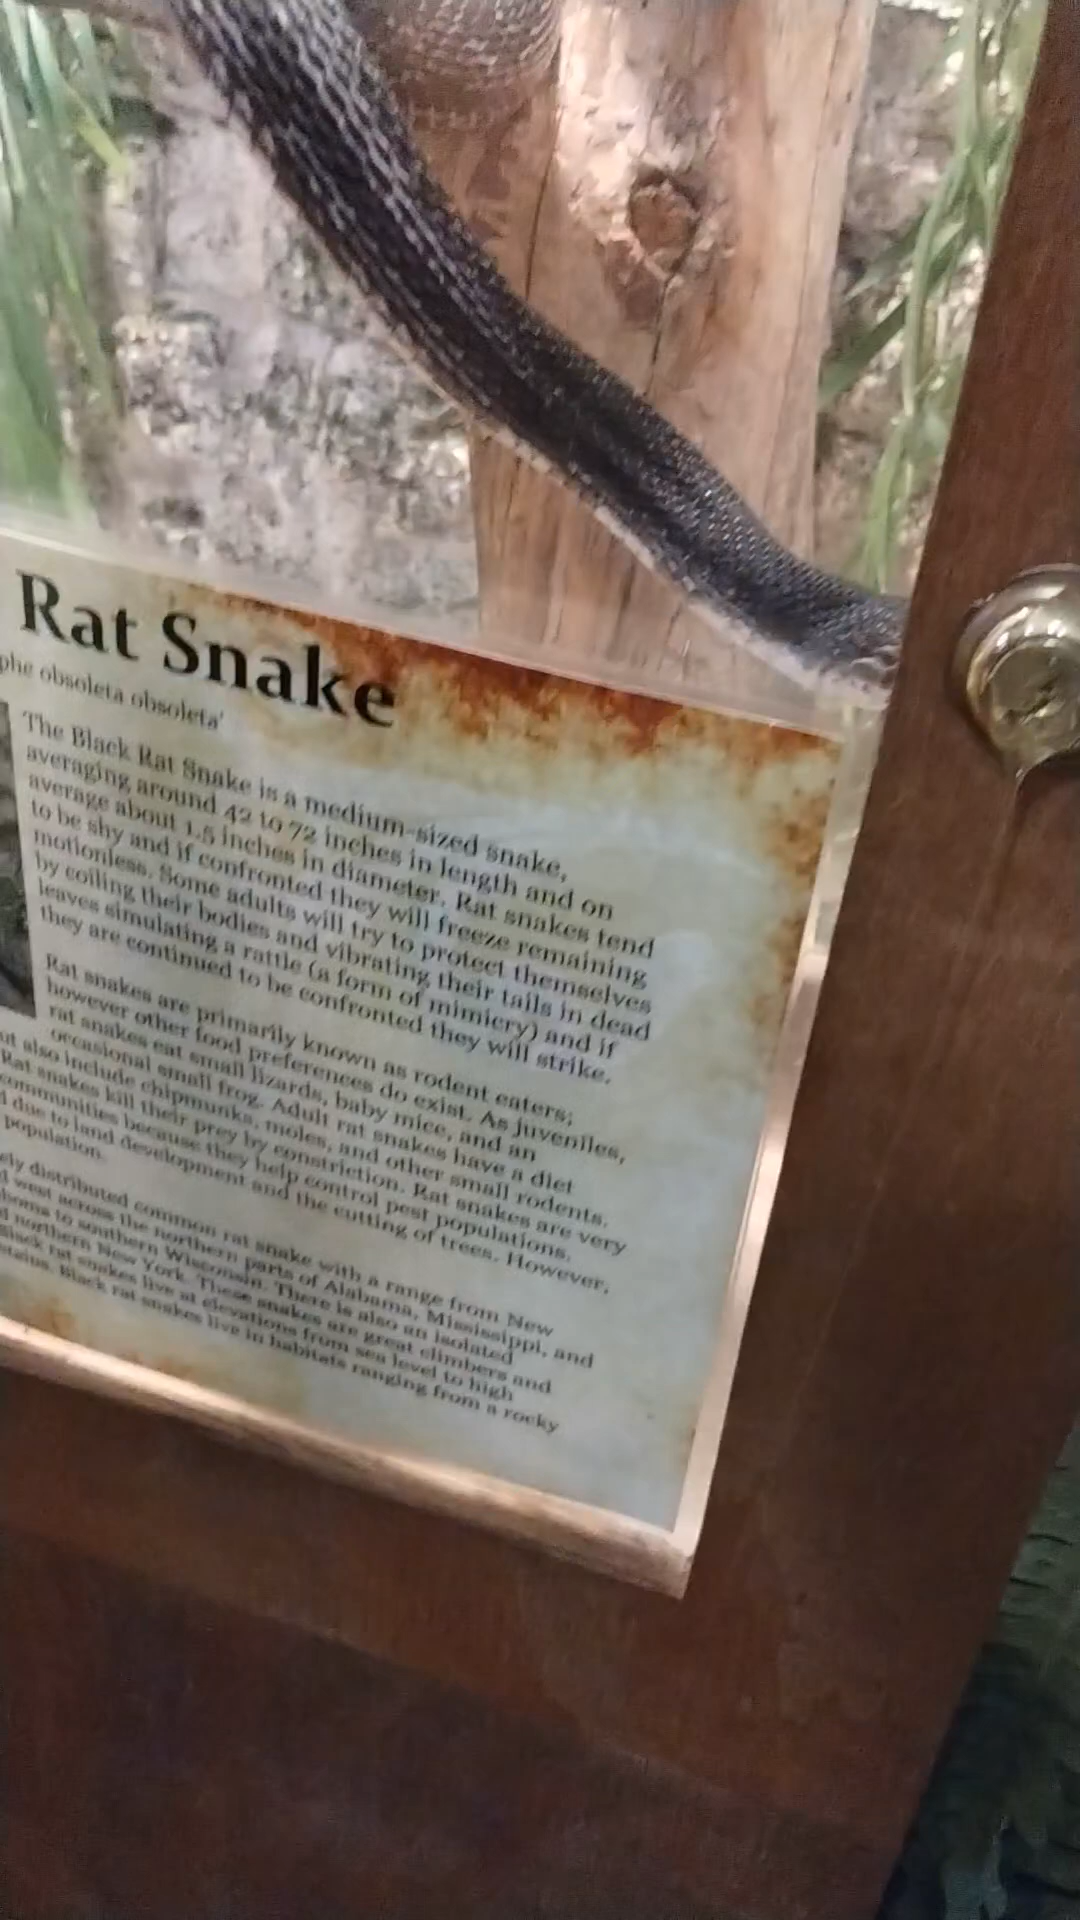 Rat Snake
phe obsoleta obsoleta'
The Black Rat Snake is a medium-sized snake,
averaging around 42 to 72 inches in length and on
average about 1.5 inches in diameter. Rat snakes tend
to be shy and if confronted they will freeze remaining
motionless. Some adults will try to protect themselves
by coiling their bodies and vibrating their tails in dead
leaves simulating a rattle (a form of mimicry) and if
they are continued to be confronted they will strike.
Rat snakes are primarily known as rodent eaters;
however other food preferences do exist. As juveniles,
rat snakes eat small lizards, baby mice, and an
occasional small frog. Adult rat snakes have a diet
ut also include chipmunks, moles, and other small rodents.
Rat snakes kill their prey by constriction. Rat snakes are very
communities because they help control pest populations.
d due to land development and the cutting of trees. However,
population.
ely distributed common rat snake with a range from New
d west across the northern parts of Alabama, Mississippi, and
homa to southern Wisconsin. There is also an isolated
d northern New York. These snakes are great climbers and
Black rat snakes live at elevations from sea level to high
ntains. Black rat snakes live in habitats ranging from a rocky